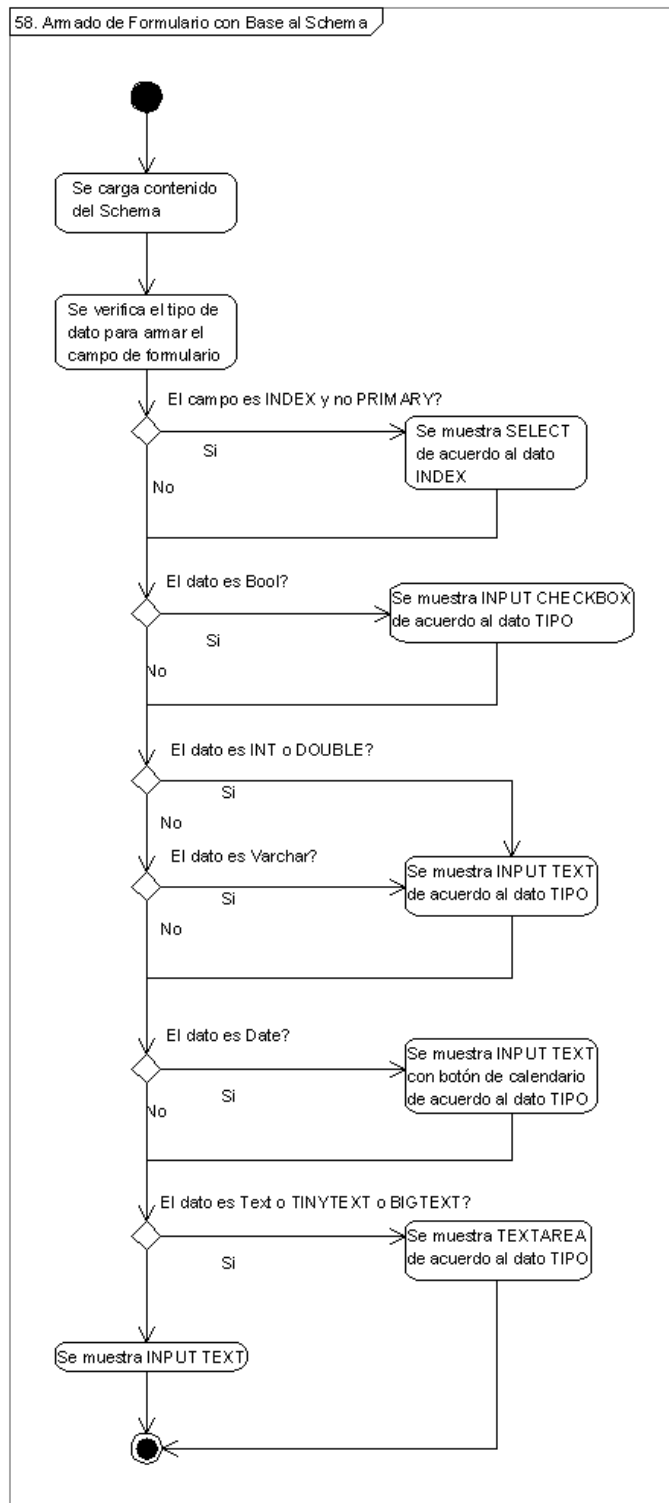 58. Armado de Formulario con Base al Schema
Se carga contenido
del Schema
Se verifica el tipo de
dato para armar el
campo de formulario
El campo es INDEX y no PRIMARY?
Si
No
Se muestra SELECT
de acuerdo al dato
INDEX
El dato es Bool?
Si
No
Se muestra INPUT CHECKBOX
de acuerdo al dato TIPO
El dato es INT o DOUBLE?
Si
No
El dato es Varchar?
Si
No
Se muestra INPUT TEXT
de acuerdo al dato TIPO
El dato es Date?
Si
No
Se muestra INPUT TEXT
con botón de calendario
de acuerdo al dato TIPO
El dato es Text o TINYTEXT o BIGTEXT?
Si
Se muestra TEXTAREA
de acuerdo al dato TIPO
Se muestra INPUT TEXT